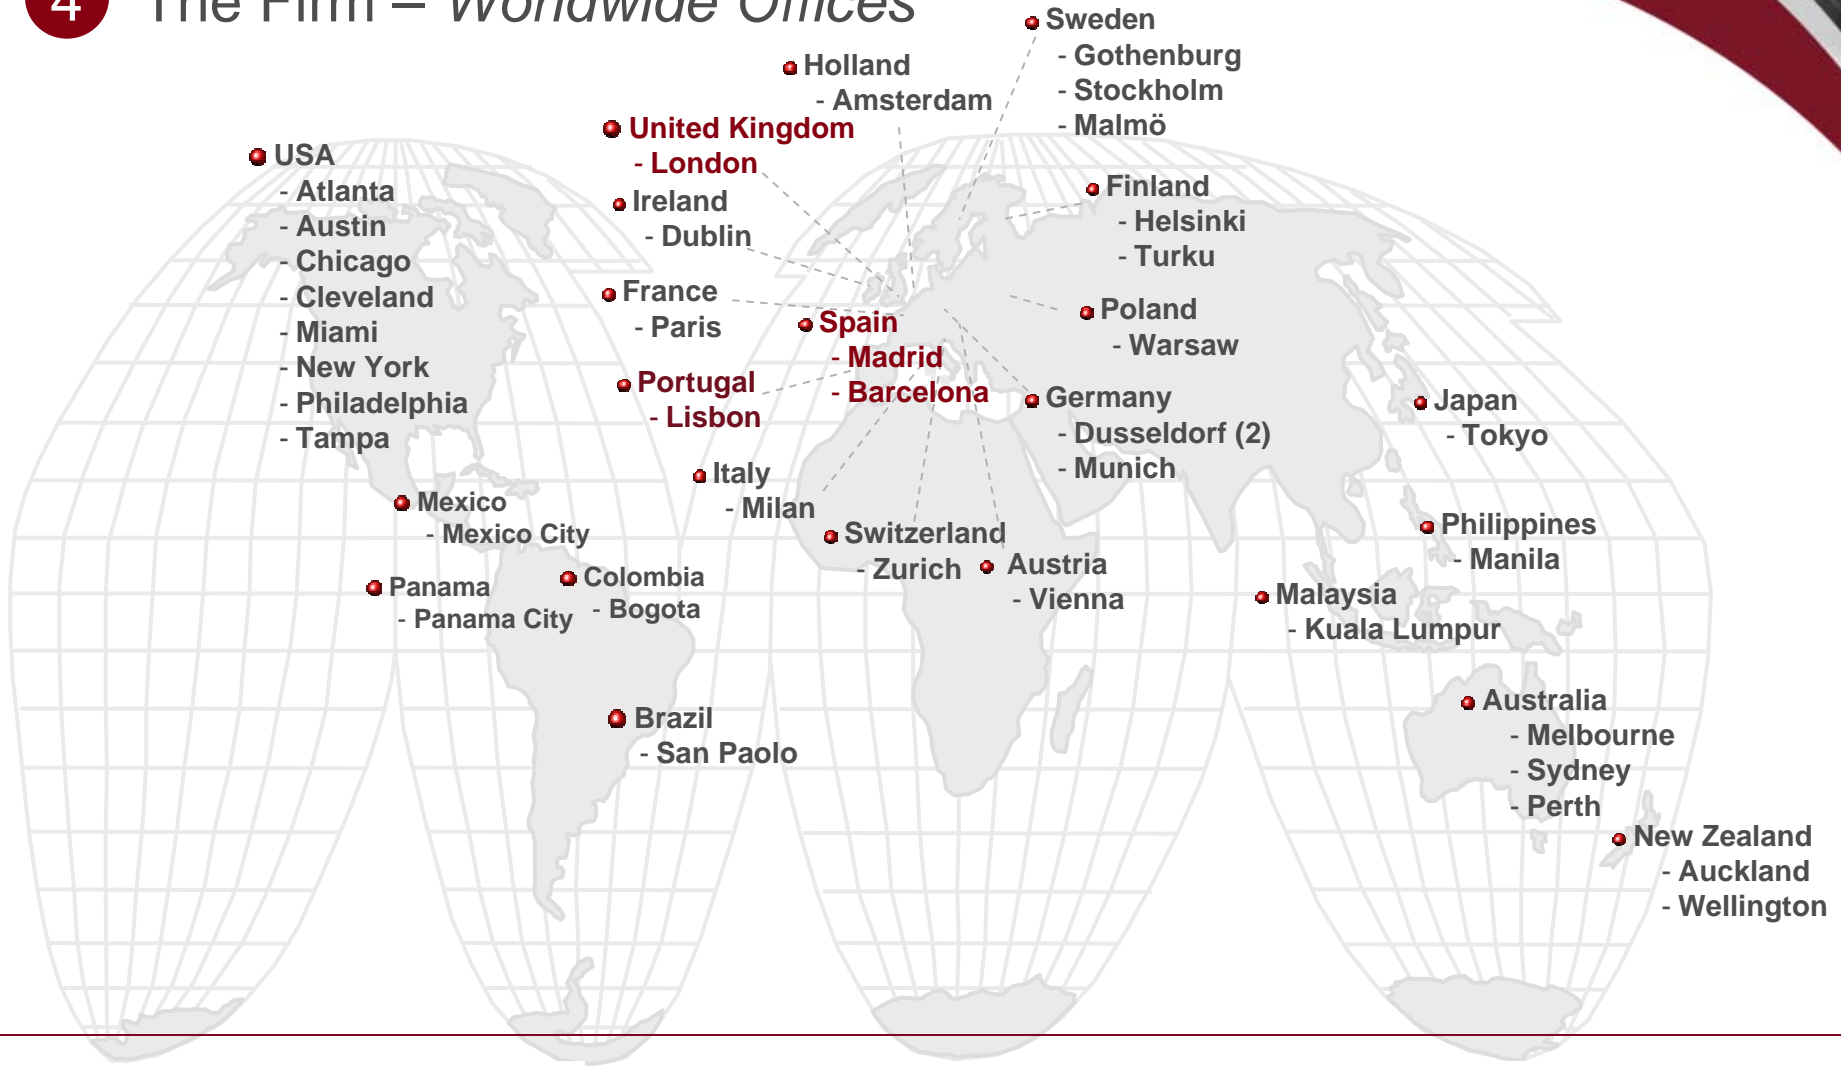 4 The Firm – Worldwide Offices
Sweden
- Gothenburg
- Stockholm
- Malmö
Holland
- Amsterdam
United Kingdom
- London
Ireland
- Dublin
USA
- Atlanta
- Austin
- Chicago
- Cleveland
- Miami
- New York
- Philadelphia
- Tampa
Finland
- Helsinki
- Turku
France
- Paris
Spain
- Madrid
- Barcelona
Poland
- Warsaw
Portugal
- Lisbon
Germany
- Dusseldorf (2)
- Munich
Japan
- Tokyo
Italy
- Milan
Mexico
- Mexico City
Switzerland
- Zurich
Austria
- Vienna
Philippines
- Manila
Panama
- Panama City
Colombia
- Bogota
Malaysia
- Kuala Lumpur
Brazil
- San Paolo
Australia
- Melbourne
- Sydney
- Perth
New Zealand
- Auckland
- Wellington